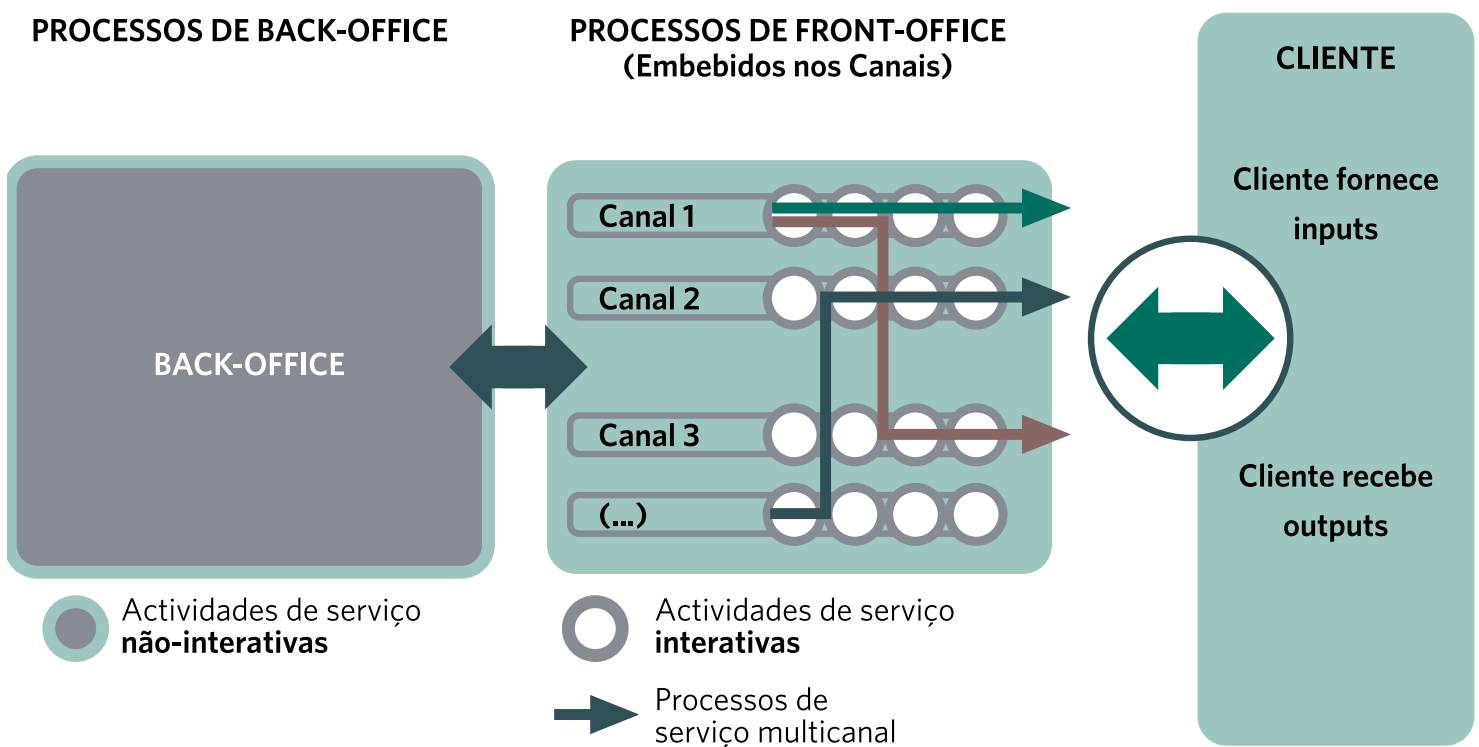 PROCESSOS DE BACK-OFFICE
BACK-OFFICE
Actividades de serviço
não-interativas
PROCESSOS DE FRONT-OFFICE
(Embebidos nos Canais)
Canal 1
Canal 2
Canal 3
(...)
Actividades de serviço
interativas
Processos de
serviço multicanal
CLIENTE
Cliente fornece
inputs
Cliente recebe
outputs